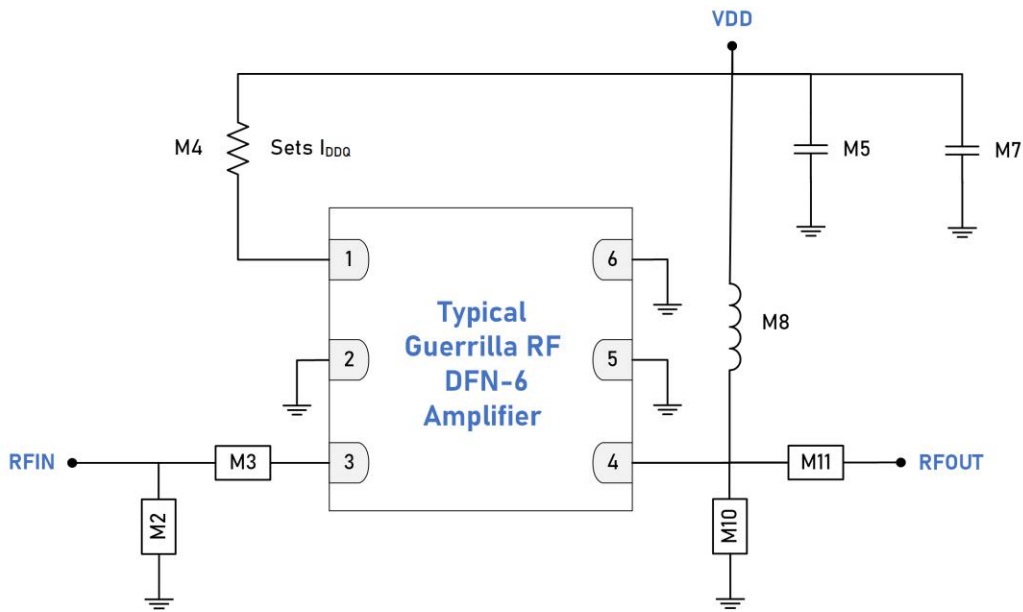 VDD
M4
Sets I_DDQ
M5
M7
1
6
M8
Typical
Guerrilla RF
DFN-6
Amplifier
2
5
RFIN
M3
3
4
M11
RFOUT
M2
M10